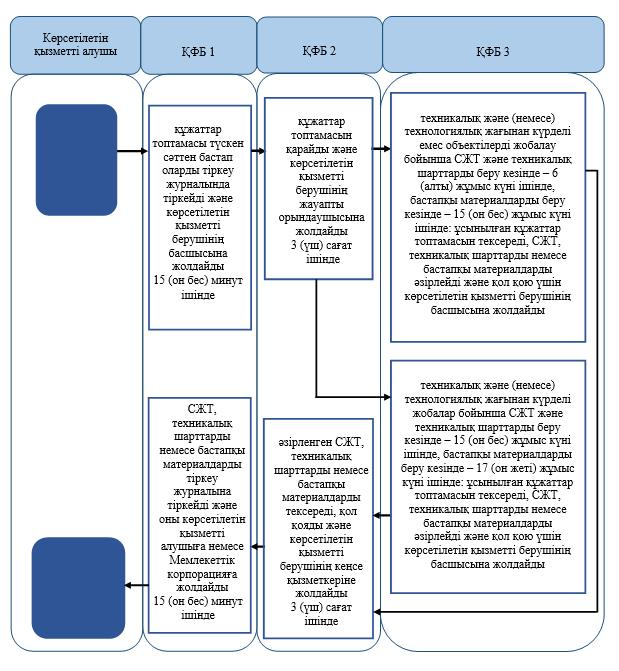 Көрсетілетін
қызметті алушы
ҚФБ 1
ҚФБ 2
ҚФБ 3
құжаттар
топтамасы түскен
сәттен бастап
оларды тіркеу
журналында
тіркейді және
көрсетілетін
қызметті
берушінің
басшысына
жолдайды
15 (он бес) минут
ішінде
құжаттар
топтамасын
қарайды және
көрсетілетін
қызметті
берушінің
жауапты
орындаушысына
жолдайды
3 (үш) сағат
ішінде
техникалық және (немесе)
технологиялық жағынан күрделі
емес объектілерді жобалау
бойынша СЖТ және техникалық
шарттарды беру кезінде – 6
(алты) жұмыс күні ішінде,
бастапқы материалдарды беру
кезінде – 15 (он бес) жұмыс күні
ішінде: ұсынылған құжаттар
топтамасын тексереді, СЖТ,
техникалық шарттарды немесе
бастапқы материалдарды
әзірлейді және қол қою үшін
көрсетілетін қызметті берушінің
басшысына жолдайды
техникалық және (немесе)
технологиялық жағынан күрделі
жобалар бойынша СЖТ және
техникалық шарттарды беру
кезінде – 15 (он бес) жұмыс күні
ішінде, бастапқы материалдарды
беру кезінде – 17 (он жеті) жұмыс
күні ішінде: ұсынылған құжаттар
топтамасын тексереді, СЖТ,
техникалық шарттарды немесе
бастапқы материалдарды
әзірлейді және қол қою үшін
көрсетілетін қызметті берушінің
басшысына жолдайды
әзірленген СЖТ,
техникалық
шарттарды немесе
бастапқы
материалдарды
тексереді, қол
қояды және
көрсетілетін
қызметті
берушінің кеңсе
қызметкеріне
жолдайды
3 (үш) сағат
ішінде
СЖТ,
техникалық
шарттарды
немесе бастапқы
материалдарды
тіркеу
журналына
тіркейді және
оны көрсетілетін
қызметті
алушыға немесе
Мемлекеттік
корпорацияға
жолдайды
15 (он бес) минут
ішінде